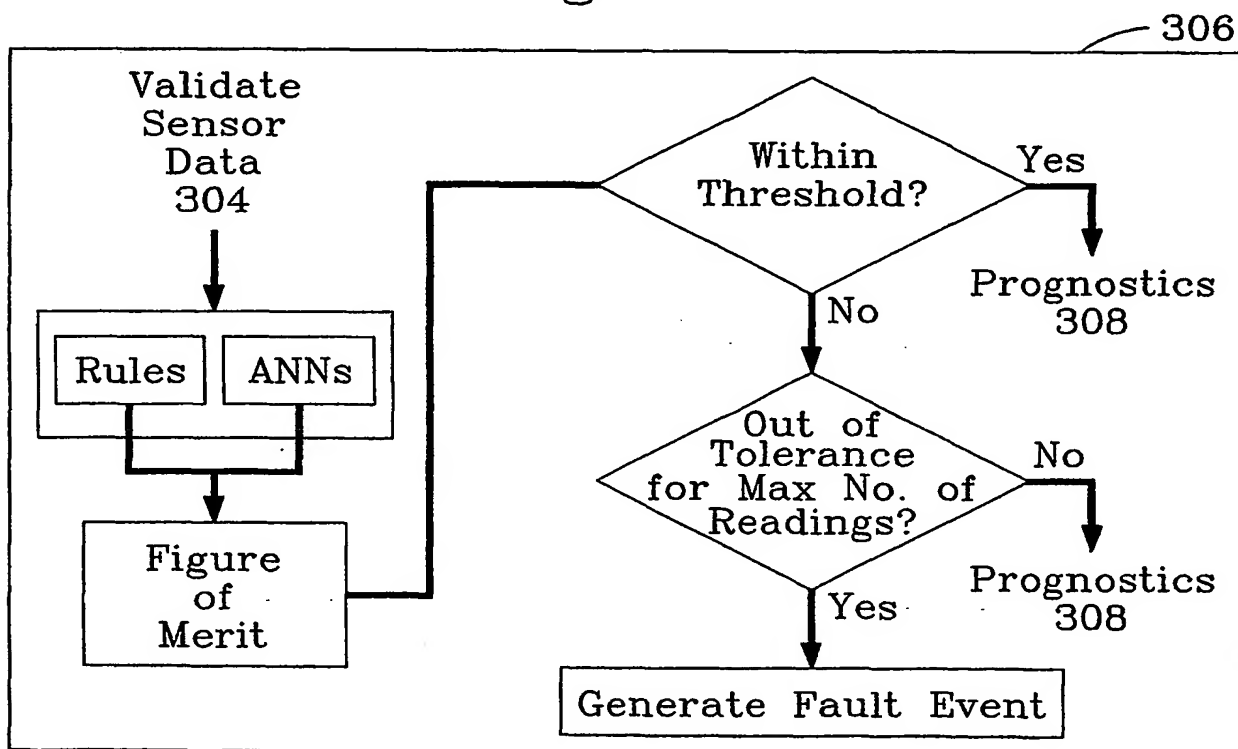 306
Validate
Sensor
Data
304
Rules
ANNs
Figure
of
Merit
Within
Threshold?
Yes
Prognostics
308
No
Out of
Tolerance
for Max No. of
Readings?
No
Prognostics
308
Yes
Generate Fault Event